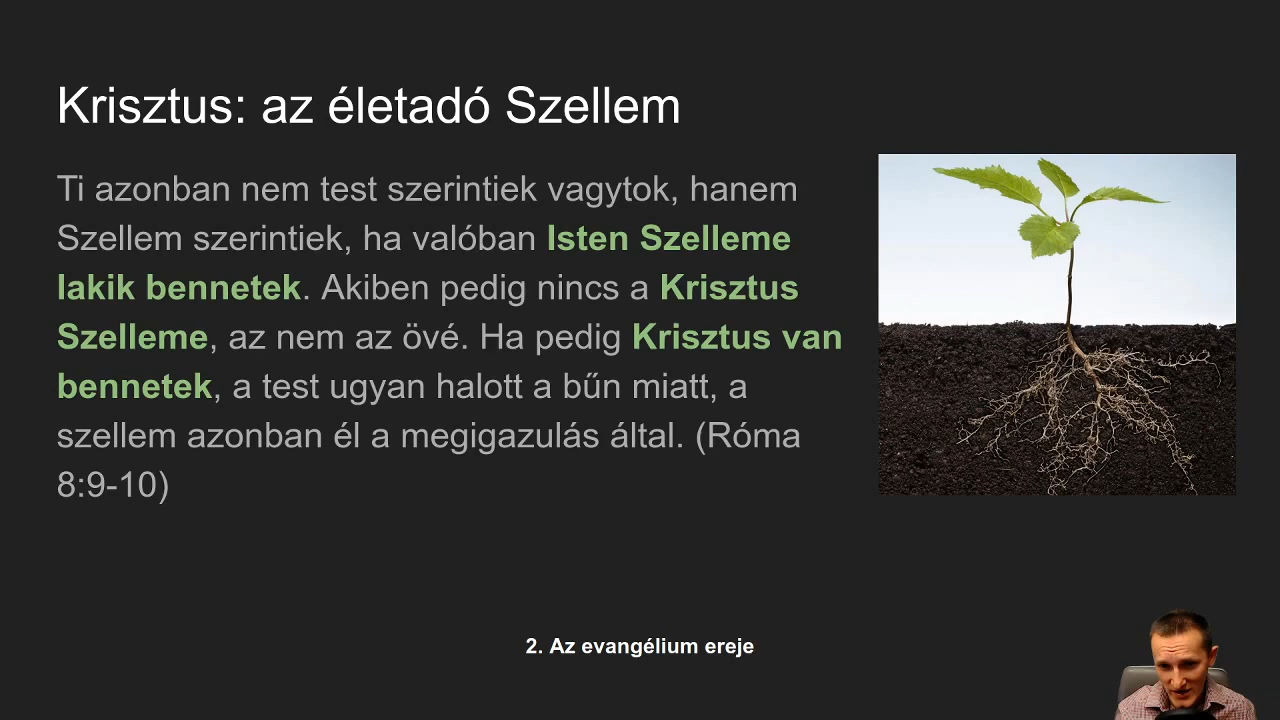 Krisztus: az életadó Szellem
Ti azonban nem test szerintiek vagytok, hanem
Szellem szerintiek, ha valóban Isten Szelleme
lakik bennetek. Akiben pedig nincs a Krisztus
Szelleme, az nem az övé. Ha pedig Krisztus van
bennetek, a test ugyan halott a bűn miatt, a
szellem azonban él a megigazulás által. (Róma
8:9-10)
2. Az evangélium ereje